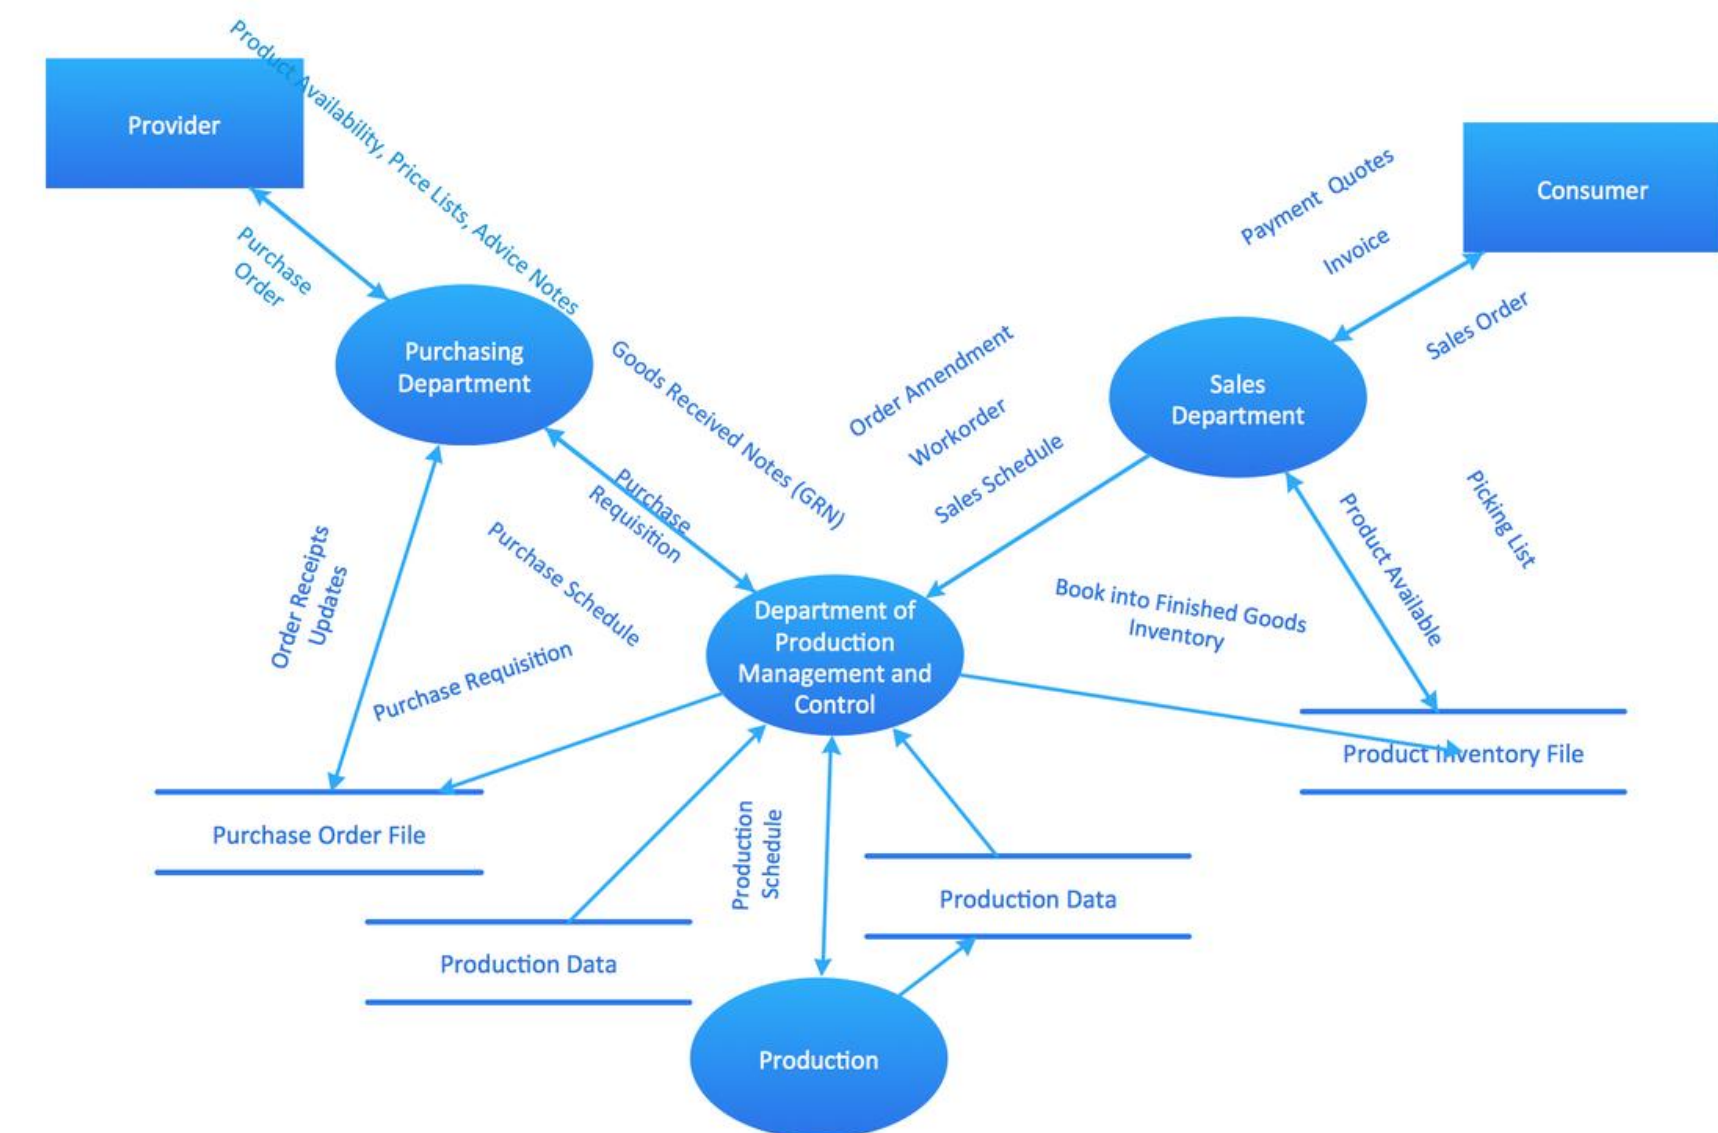 Product Availability, Price Lists, Advice Notes
Provider
Purchase
Order
Payment Quotes
Invoice
Consumer
Sales Order
Purchasing
Department
Sales
Department
Goods Received Notes (GRN)
Order Amendment
Workorder
Sales Schedule
Purchase
Requisition
Purchase Schedule
Order Receipts
Updates
Purchase Requisition
Picking List
Product Available
Book into Finished Goods
Inventory
Department of
Production
Management and
Control
Product Inventory File
Purchase Order File
Production
Schedule
Production Data
Production Data
Production